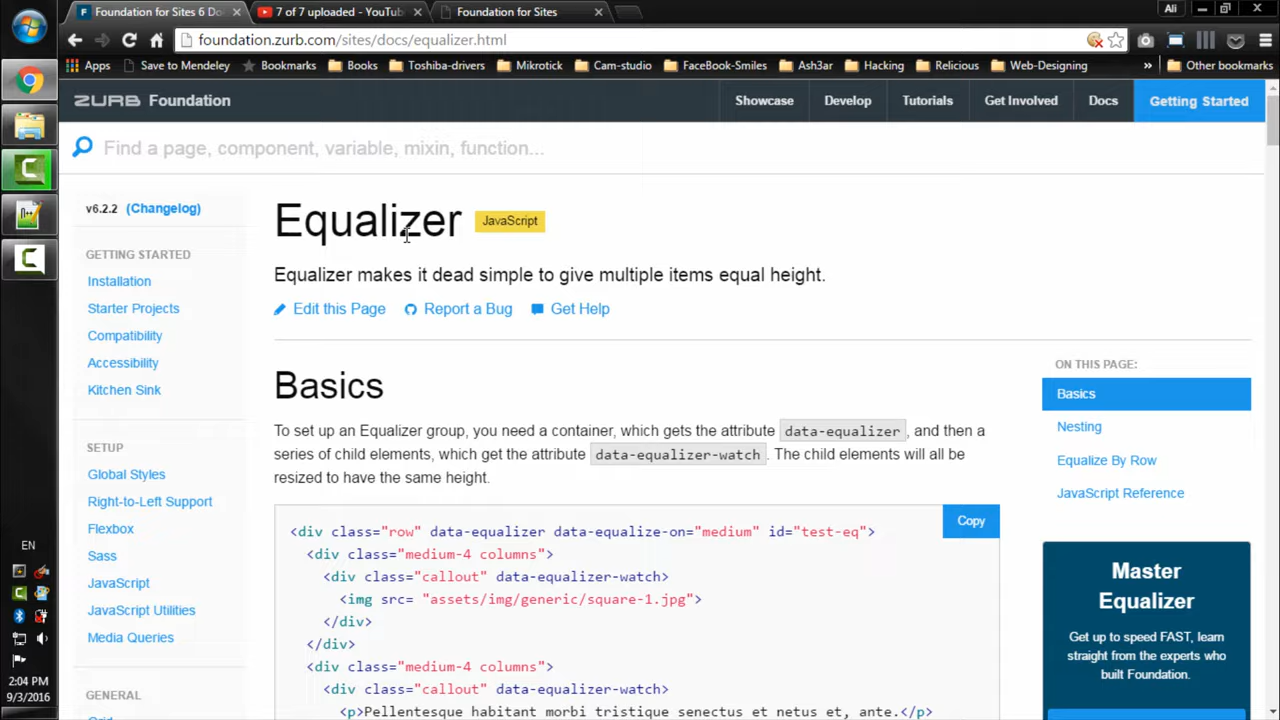 Foundation for Sites 6 Do
7 of 7 uploaded - YouTub
Foundation for Sites
Ali
foundation.zurb.com/sites/docs/equalizer.html
Apps
Save to Mendeley
Bookmarks
Books
Toshiba-drivers
Mikrotick
Cam-studio
FaceBook-Smiles
Ash3ar
Hacking
Relicious
Web-Designing
»
Other bookmarks
ZURB Foundation
Showcase
Develop
Tutorials
Get Involved
Docs
Getting Started
Find a page, component, variable, mixin, function...
v6.2.2 (Changelog)
GETTING STARTED
Installation
Starter Projects
Compatibility
Accessibility
Kitchen Sink
SETUP
Global Styles
Right-to-Left Support
Flexbox
Sass
JavaScript
JavaScript Utilities
Media Queries
GENERAL
Grid
Equalizer JavaScript
Equalizer makes it dead simple to give multiple items equal height.
Edit this Page Report a Bug Get Help
Basics
To set up an Equalizer group, you need a container, which gets the attribute data-equalizer , and then a
series of child elements, which get the attribute data-equalizer-watch . The child elements will all be
resized to have the same height.
Copy
<div class="row" data-equalizer data-equalize-on="medium" id="test-eq">
<div class="medium-4 columns">
<div class="callout" data-equalizer-watch>
<img src= "assets/img/generic/square-1.jpg">
</div>
</div>
<div class="medium-4 columns">
<div class="callout" data-equalizer-watch>
<p>Pellentesque habitant morbi tristique senectus et netus et, ante.</p>
ON THIS PAGE:
Basics
Nesting
Equalize By Row
JavaScript Reference
Master
Equalizer
Get up to speed FAST, learn
straight from the experts who
built Foundation.
EN
2:04 PM
9/3/2016